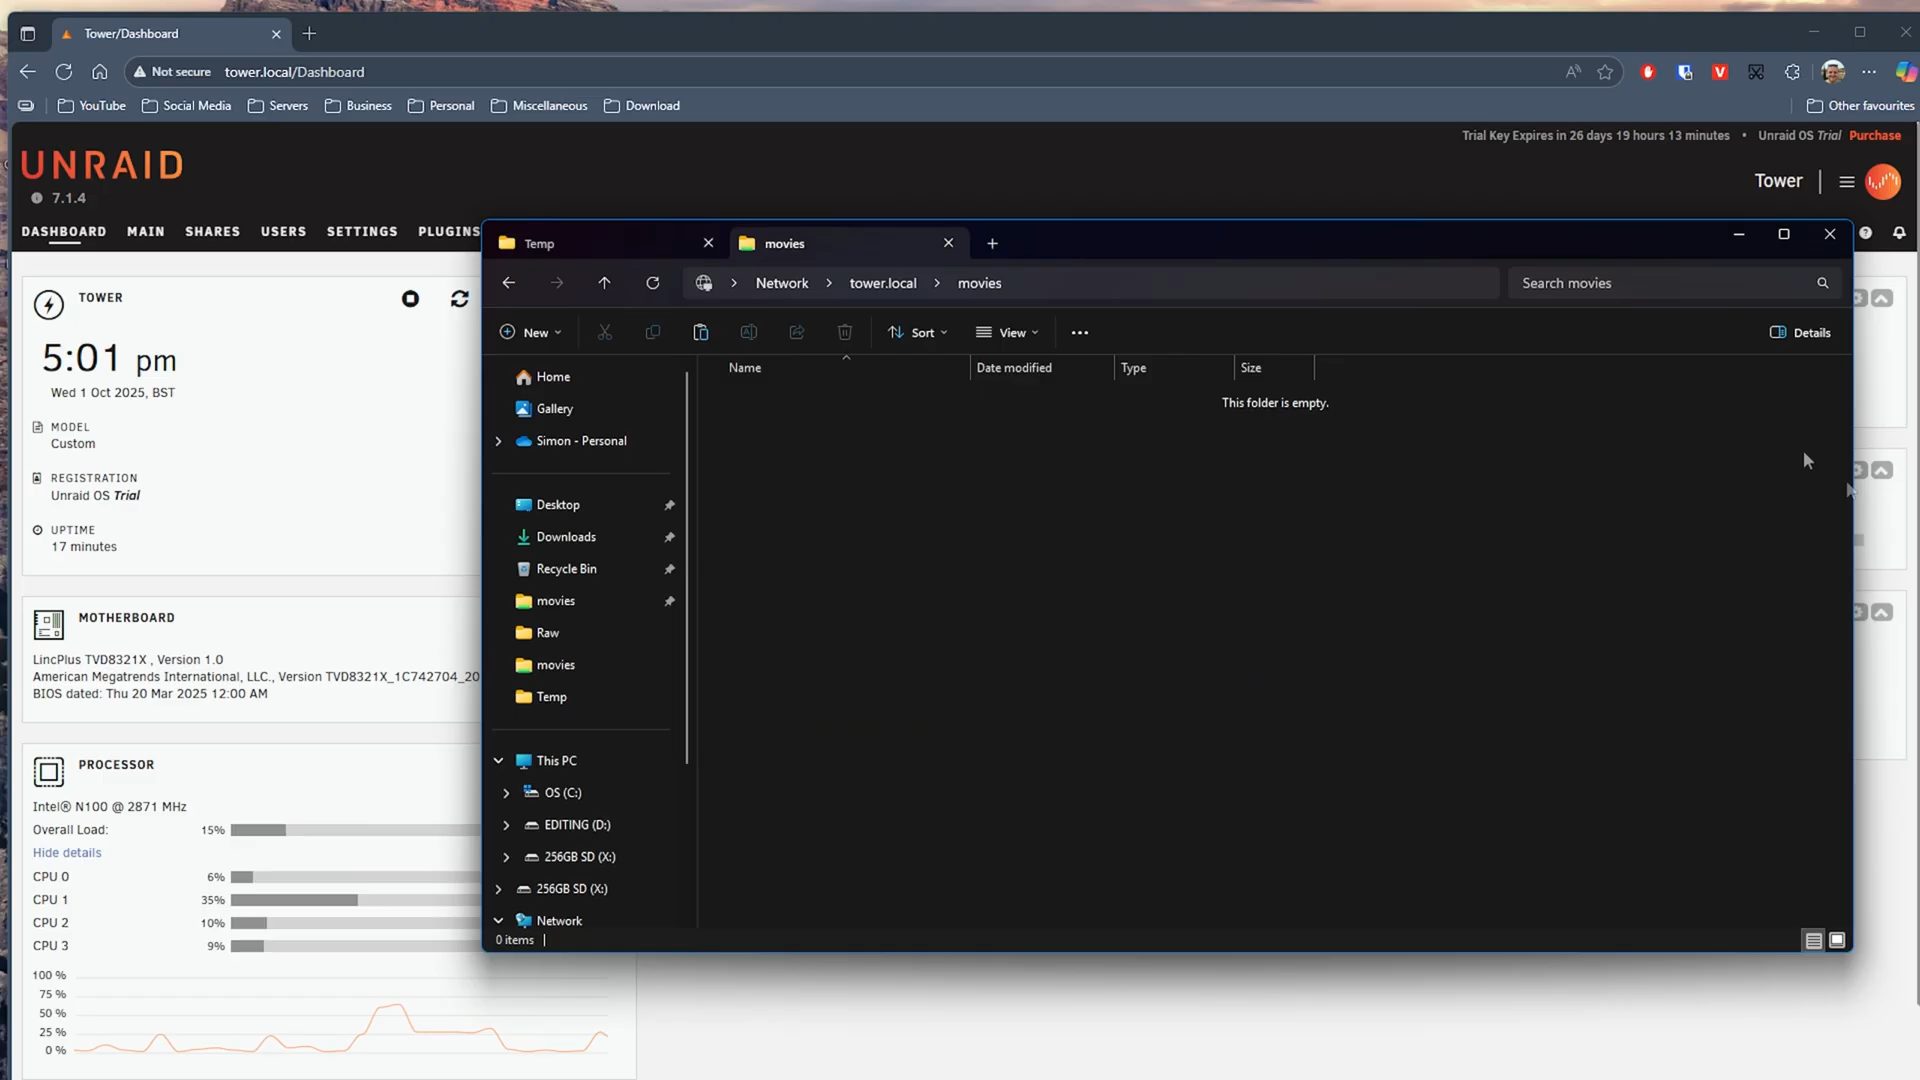 Tower/Dashboard
Not secure tower.local/Dashboard
YouTube Social Media Servers Business Personal Miscellaneous Download Other favourites
Trial Key Expires in 26 days 19 hours 13 minutes • Unraid OS Trial Purchase
UNRAID
7.1.4
Tower
DASHBOARD MAIN SHARES USERS SETTINGS PLUGINS
TOWER
5:01 pm
Wed 1 Oct 2025, BST
MODEL
Custom
REGISTRATION
Unraid OS Trial
UPTIME
17 minutes
MOTHERBOARD
LincPlus TVD8321X , Version 1.0
American Megatrends International, LLC., Version TVD8321X_1C742704_20
BIOS dated: Thu 20 Mar 2025 12:00 AM
PROCESSOR
Intel® N100 @ 2871 MHz
Overall Load: 15%
Hide details
CPU 0 6%
CPU 1 35%
CPU 2 10%
CPU 3 9%
100 %
75 %
50 %
25 %
0 %
Temp movies
Network tower.local movies Search movies
New Sort View Details
Name Date modified Type Size
This folder is empty.
Home
Gallery
Simon - Personal
Desktop
Downloads
Recycle Bin
movies
Raw
movies
Temp
This PC
OS (C:)
EDITING (D:)
256GB SD (X:)
256GB SD (X:)
Network
0 items